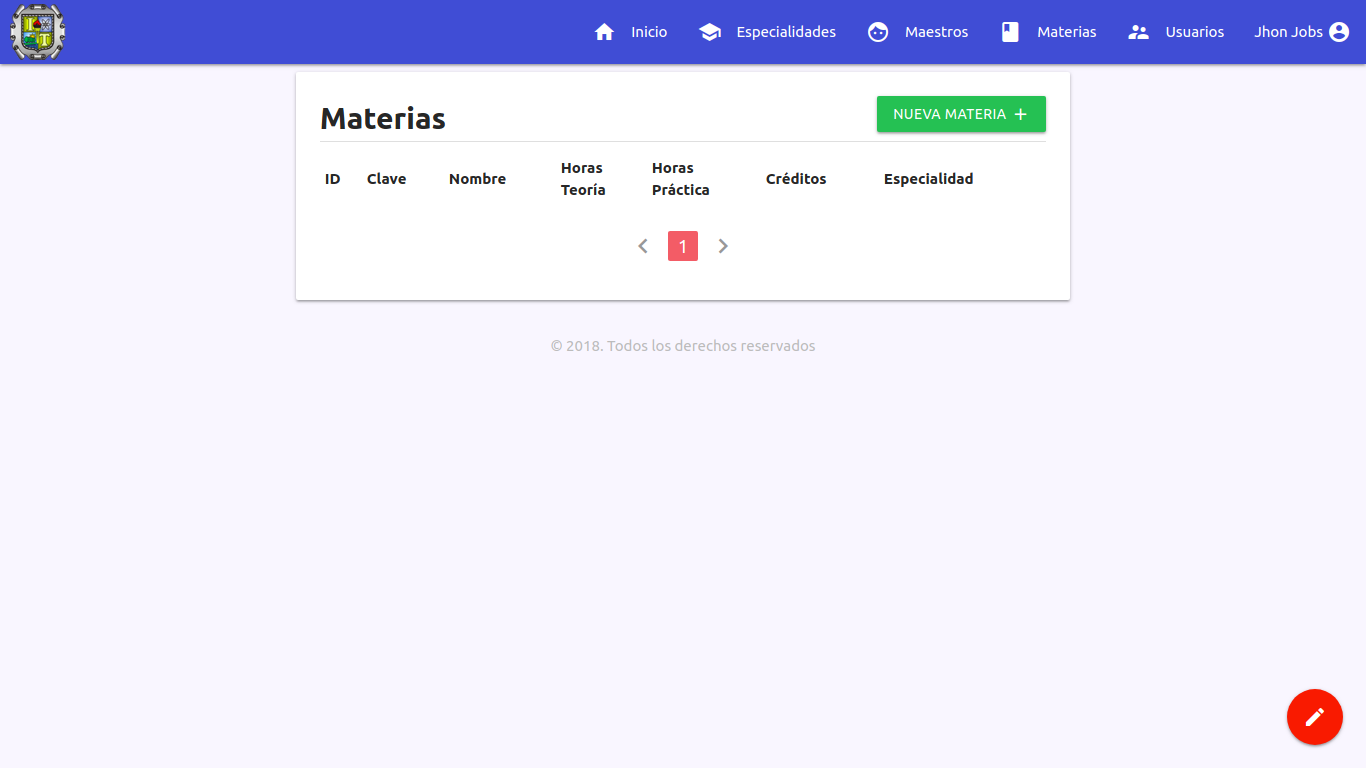 Inicio
Especialidades
Maestros
Materias
Usuarios
Jhon Jobs
Materias
NUEVA MATERIA
ID
Clave
Nombre
Horas
Teoría
Horas
Práctica
Créditos
Especialidad
1
© 2018. Todos los derechos reservados